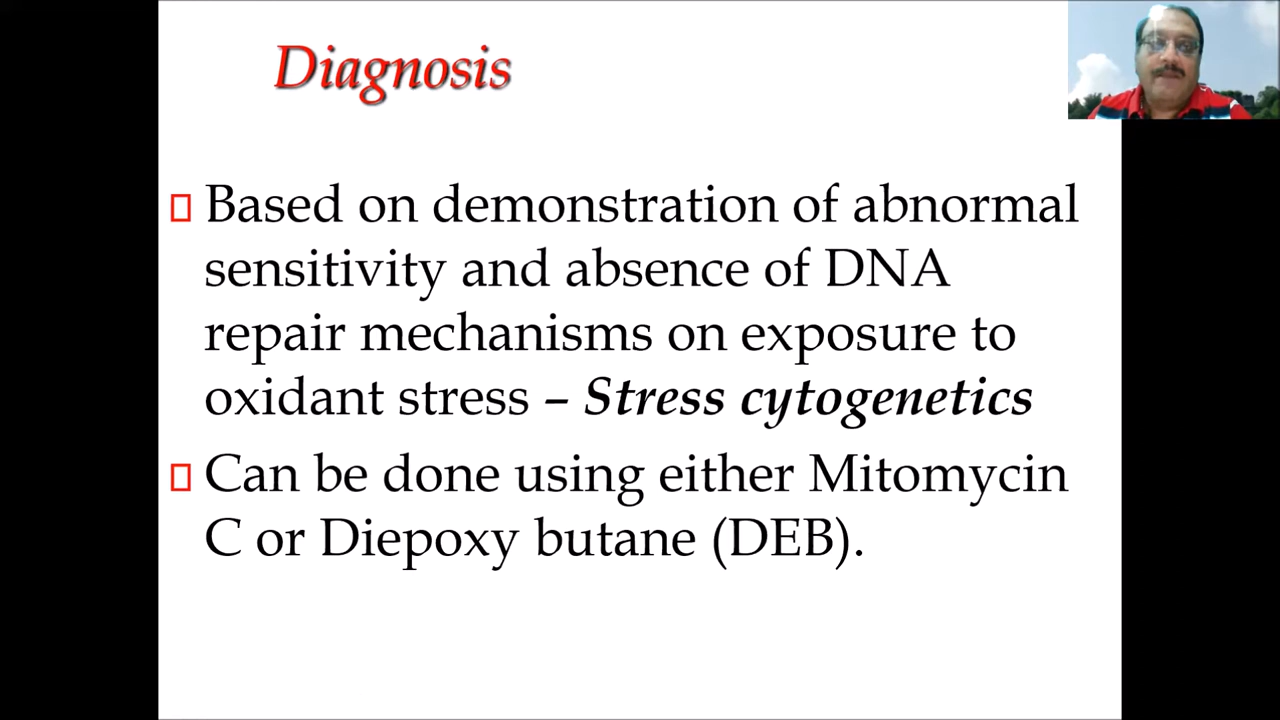 Diagnosis
Based on demonstration of abnormal
sensitivity and absence of DNA
repair mechanisms on exposure to
oxidant stress – Stress cytogenetics
Can be done using either Mitomycin
C or Diepoxy butane (DEB).